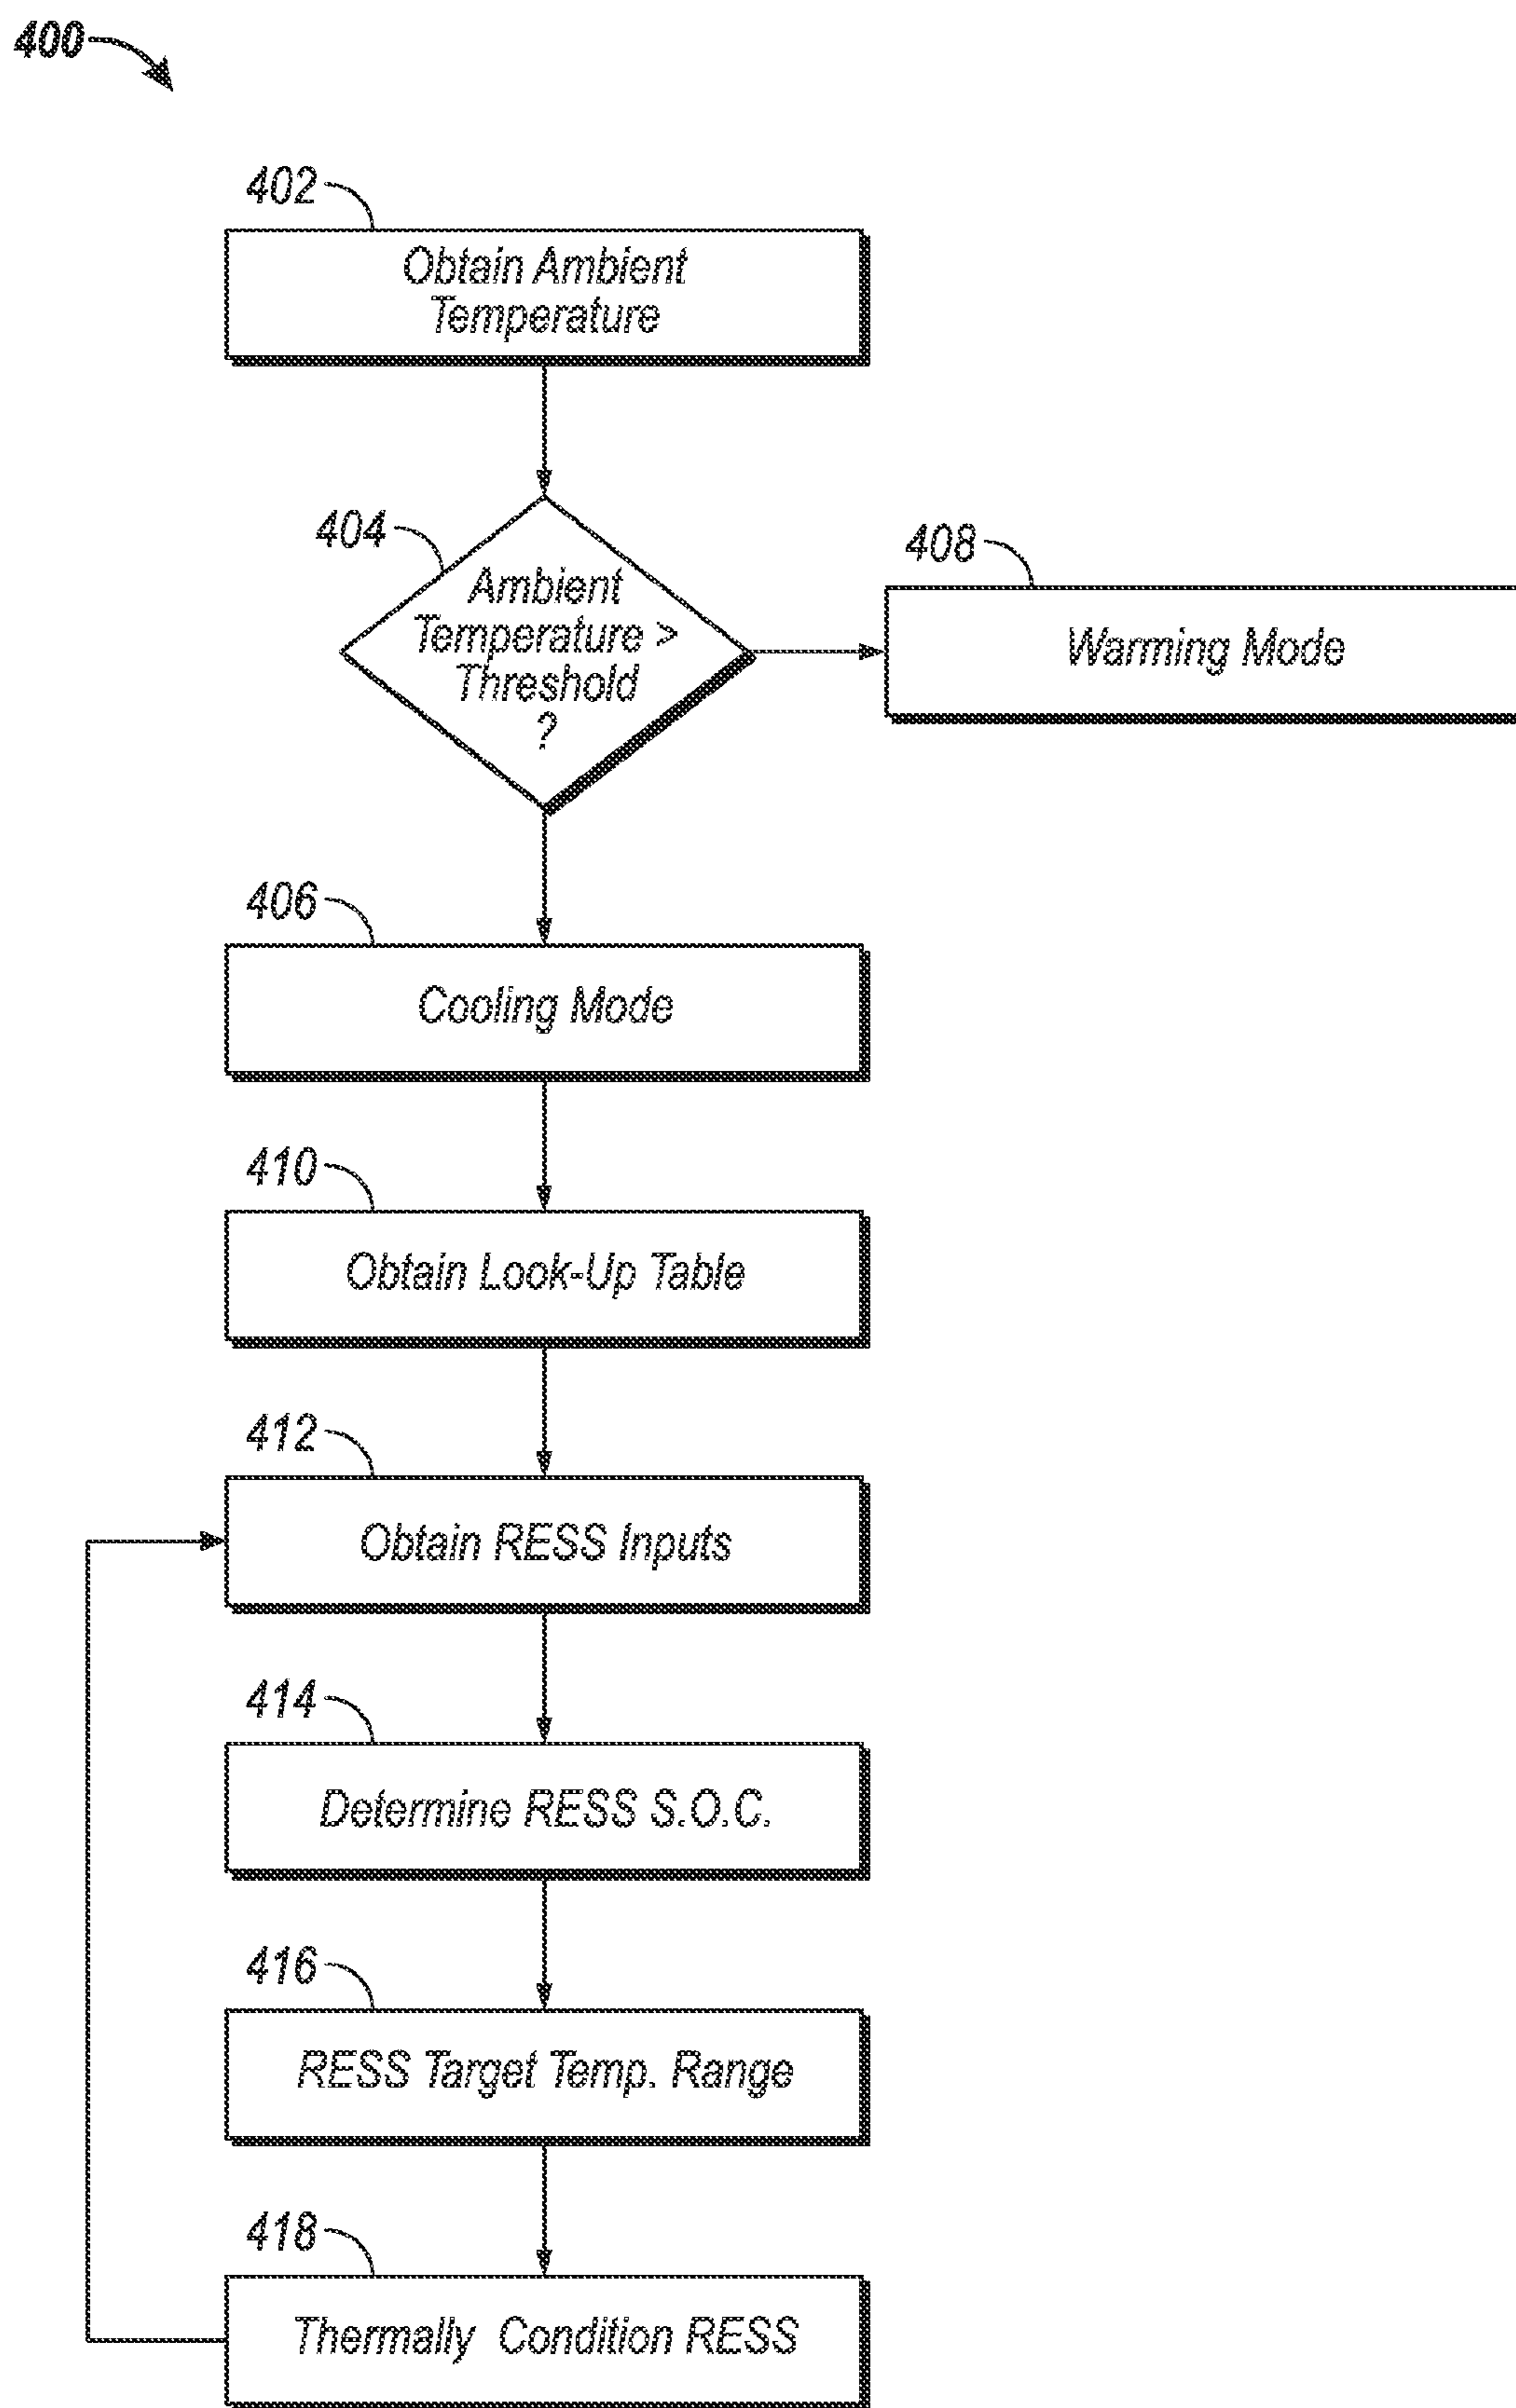 400
402
Obtain Ambient
Temperature
404
Ambient
Temperature >
Threshold
?
408
Warming Mode
406
Cooling Mode
410
Obtain Look-Up Table
412
Obtain RESS Inputs
414
Determine RESS S.O.C.
416
RESS Target Temp. Range
418
Thermally Condition RESS